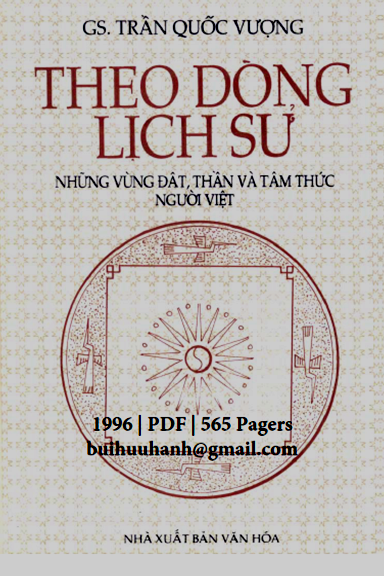 GS. TRẦN QUỐC VƯỢNG
THEO DÒNG
LỊCH SỬ
NHỮNG VÙNG ĐẤT, THẦN VÀ TÂM THỨC
NGƯỜI VIỆT
1996 | PDF | 565 Pagers
buihuuhanh@gmail.com
NHÀ XUẤT BẢN VĂN HÓA